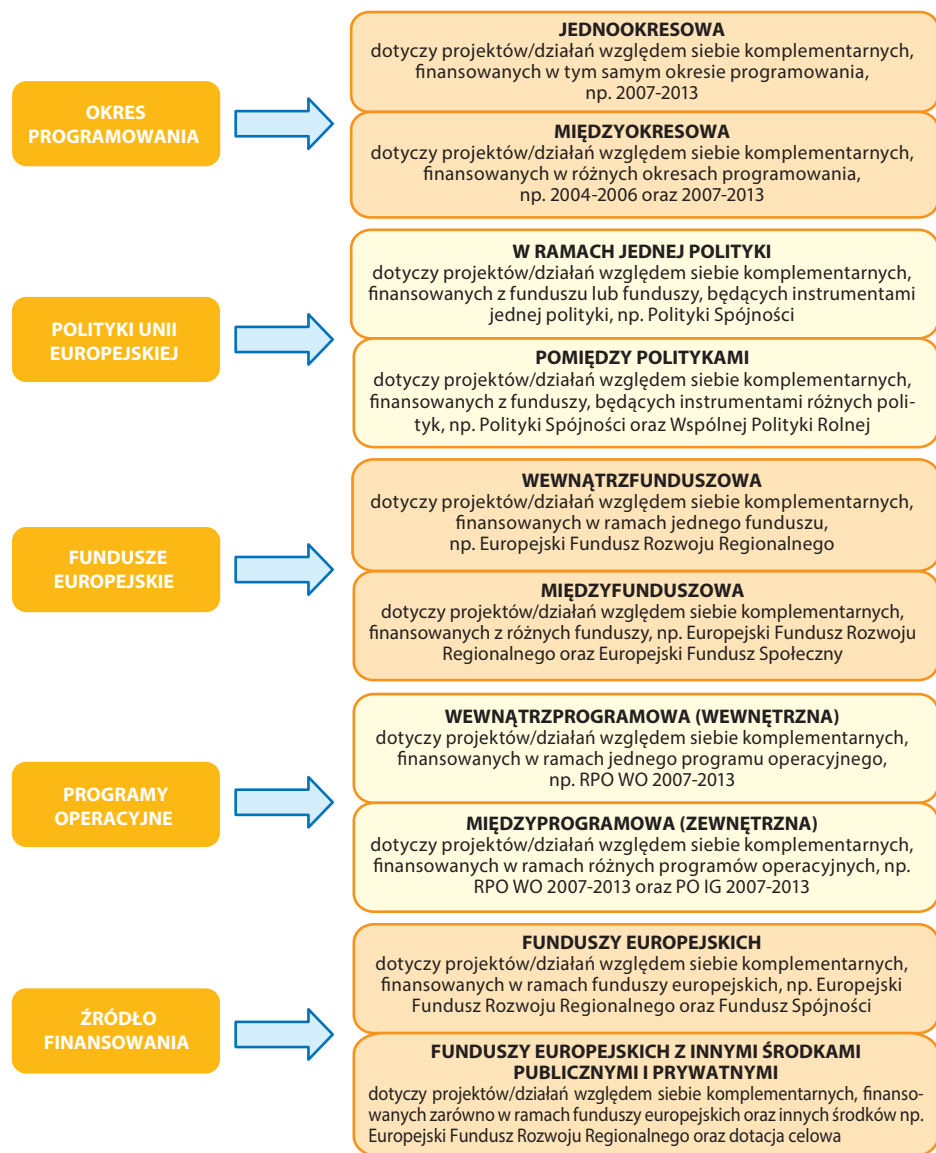 OKRES
PROGRAMOWANIA
JEDNOOKRESOWA
dotyczy projektów/działań względem siebie komplementarnych,
finansowanych w tym samym okresie programowania,
np. 2007-2013
MIĘDZYOKRESOWA
dotyczy projektów/działań względem siebie komplementarnych,
finansowanych w różnych okresach programowania,
np. 2004-2006 oraz 2007-2013
POLITYKI UNII
EUROPEJSKIEJ
W RAMACH JEDNEJ POLITYKI
dotyczy projektów/działań względem siebie komplementarnych,
finansowanych z funduszu lub funduszy, będących instrumentami
jednej polityki, np. Polityki Spójności
POMIĘDZY POLITYKAMI
dotyczy projektów/działań względem siebie komplementarnych,
finansowanych z funduszy, będących instrumentami różnych poli-
tyk, np. Polityki Spójności oraz Wspólnej Polityki Rolnej
FUNDUSZE
EUROPEJSKIE
WEWNĄTRZFUNDUSZOWA
dotyczy projektów/działań względem siebie komplementarnych,
finansowanych w ramach jednego funduszu,
np. Europejski Fundusz Rozwoju Regionalnego
MIĘDZYFUNDUSZOWA
dotyczy projektów/działań względem siebie komplementarnych,
finansowanych z różnych funduszy, np. Europejski Fundusz Rozwoju
Regionalnego oraz Europejski Fundusz Społeczny
PROGRAMY
OPERACYJNE
WEWNĄTRZPROGRAMOWA (WEWNĘTRZNA)
dotyczy projektów/działań względem siebie komplementarnych,
finansowanych w ramach jednego programu operacyjnego,
np. RPO WO 2007-2013
MIĘDZYPROGRAMOWA (ZEWNĘTRZNA)
dotyczy projektów/działań względem siebie komplementarnych,
finansowanych w ramach różnych programów operacyjnych, np.
RPO WO 2007-2013 oraz PO IG 2007-2013
ŹRÓDŁO
FINANSOWANIA
FUNDUSZY EUROPEJSKICH
dotyczy projektów/działań względem siebie komplementarnych,
finansowanych w ramach funduszy europejskich, np. Europejski
Fundusz Rozwoju Regionalnego oraz Fundusz Spójności
FUNDUSZY EUROPEJSKICH Z INNYMI ŚRODKAMI
PUBLICZNYMI I PRYWATNYMI
dotyczy projektów/działań względem siebie komplementarnych, finanso-
wanych zarówno w ramach funduszy europejskich oraz innych środków np.
Europejski Fundusz Rozwoju Regionalnego oraz dotacja celowa